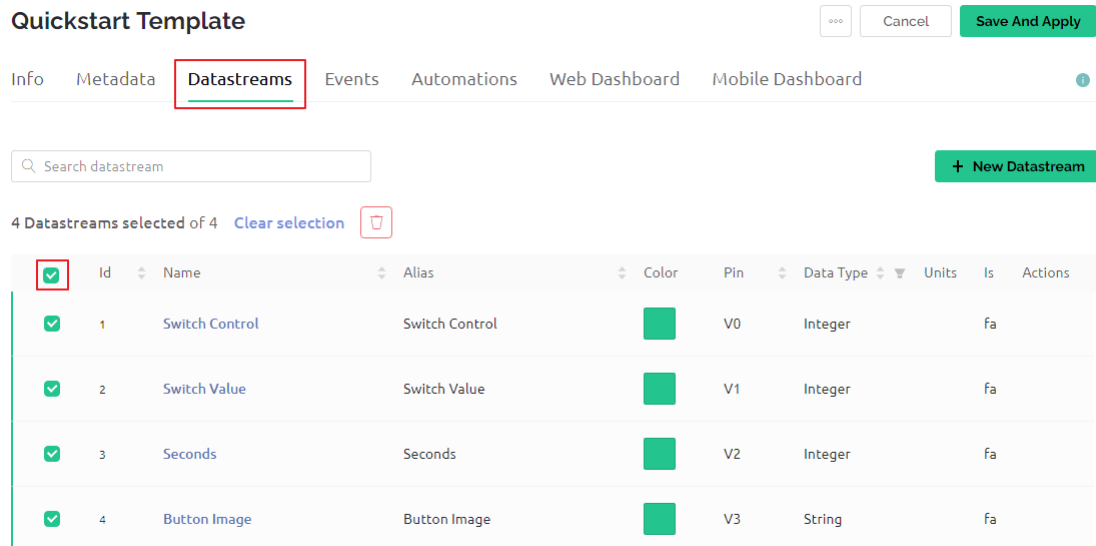 Quickstart Template
Cancel
Save And Apply
Info Metadata Datastreams Events Automations Web Dashboard Mobile Dashboard
Search datastream
+ New Datastream
4 Datastreams selected of 4 Clear selection
Id Name Alias Color Pin Data Type Units Is Actions
1 Switch Control Switch Control V0 Integer fa
2 Switch Value Switch Value V1 Integer fa
3 Seconds Seconds V2 Integer fa
4 Button Image Button Image V3 String fa